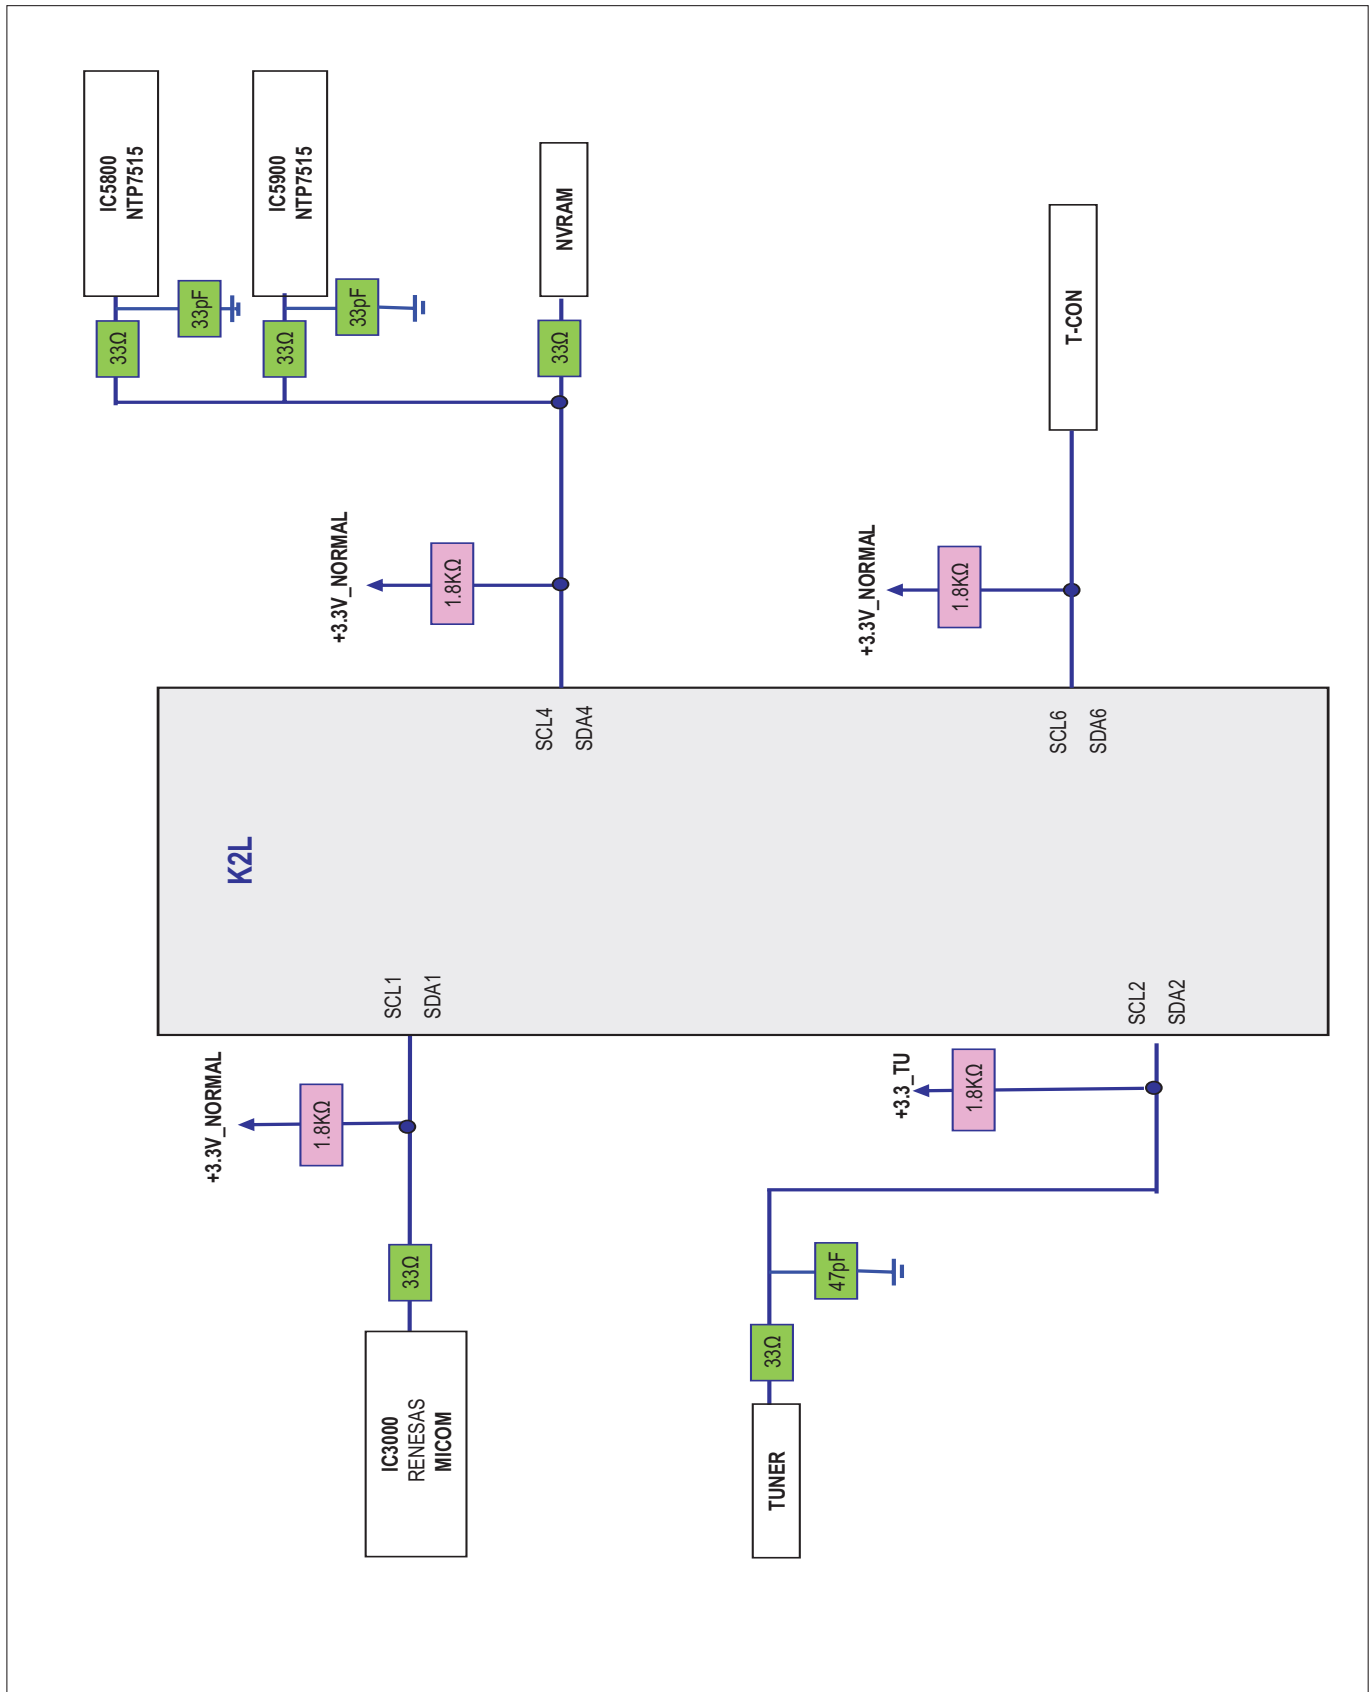 IC3000
RENESAS
MICOM
33Ω
+3.3V_NORMAL
1.8KΩ
SCL1
SDA1
TUNER
33Ω
47pF
+3.3_TU
1.8KΩ
SCL2
SDA2
K2L
SCL4
SDA4
+3.3V_NORMAL
1.8KΩ
33Ω
33pF
IC5800
NTP7515
33Ω
33pF
IC5900
NTP7515
33Ω
NVRAM
SCL6
SDA6
+3.3V_NORMAL
1.8KΩ
T-CON